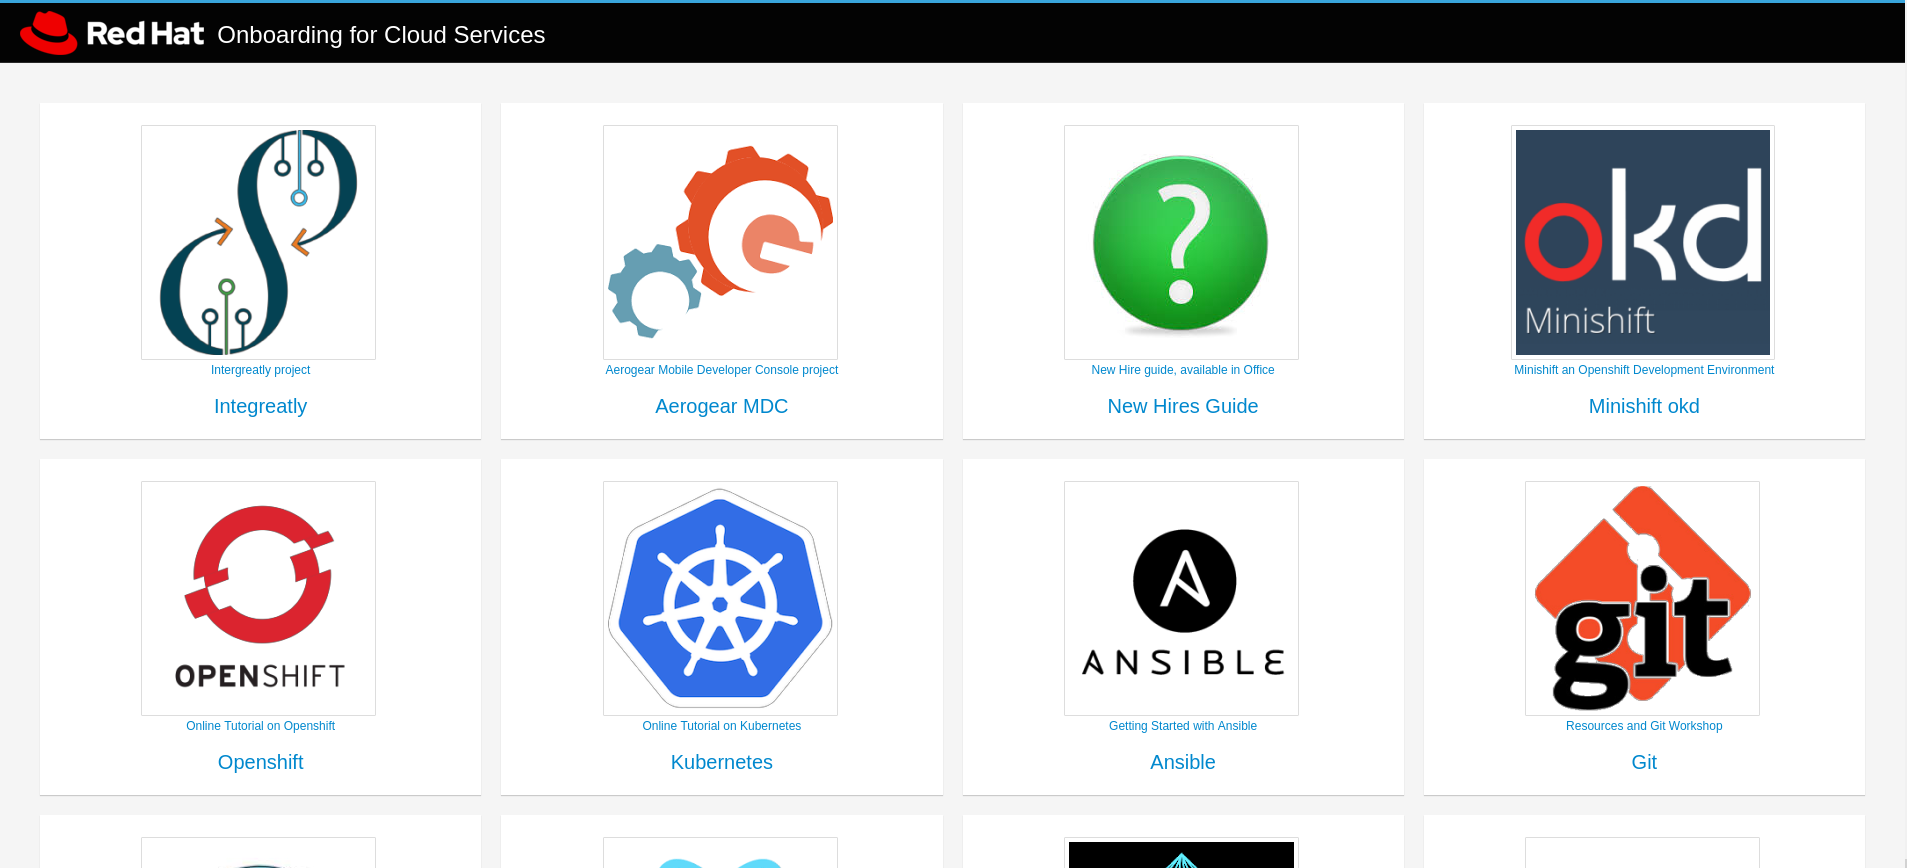 Red Hat Onboarding for Cloud Services
Intergreatly project
Integreatly
Aerogear Mobile Developer Console project
Aerogear MDC
?
New Hire guide, available in Office
New Hires Guide
okd
Minishift
Minishift an Openshift Development Environment
Minishift okd
OPENSHIFT
Online Tutorial on Openshift
Openshift
Online Tutorial on Kubernetes
Kubernetes
A
ANSIBLE
Getting Started with Ansible
Ansible
git
Resources and Git Workshop
Git